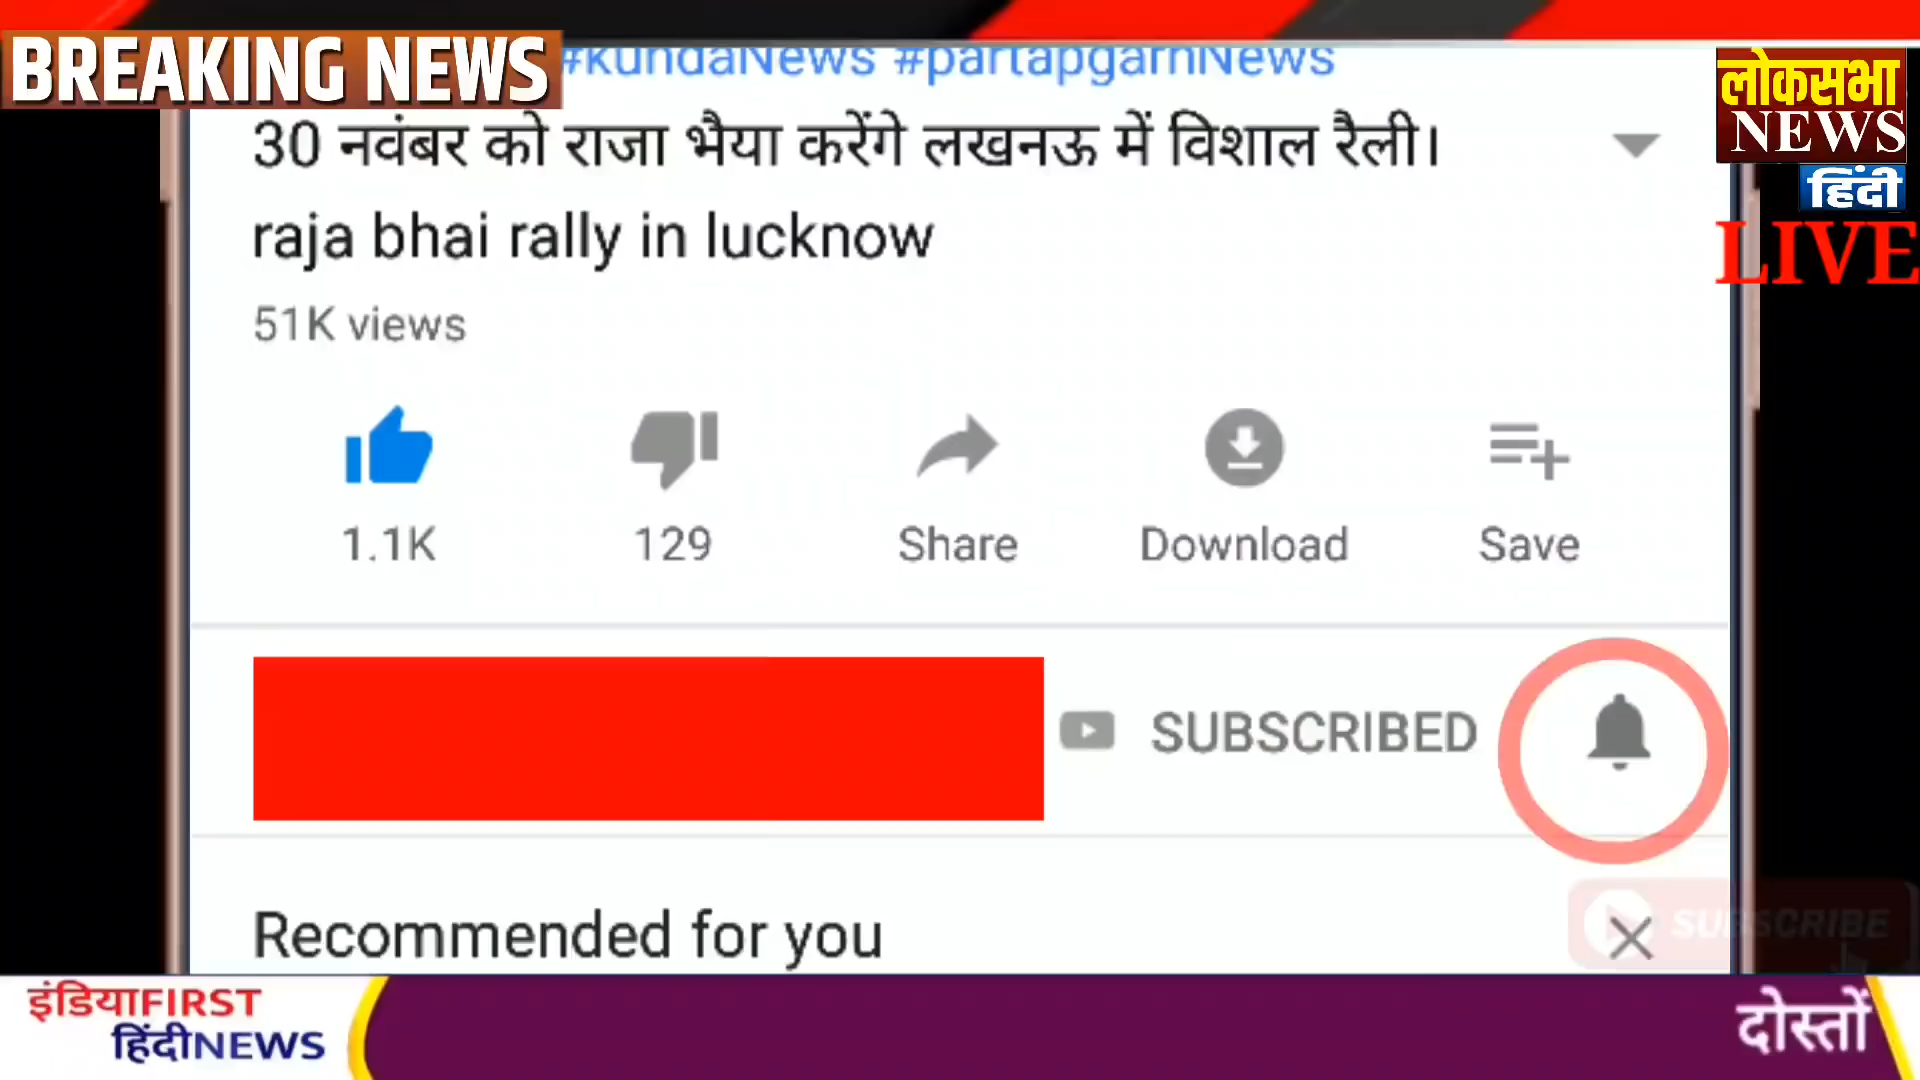 BREAKING NEWS
#kundaNews #partapgarhNews
लोकसभा
NEWS
हिंदी
LIVE
30 नवंबर को राजा भैया करेंगे लखनऊ में विशाल रैली।
raja bhai rally in lucknow
51K views
1.1K 129 Share Download Save
SUBSCRIBED
SUBSCRIBE
Recommended for you
इंडियाFIRST
हिंदीNEWS
दोस्तों